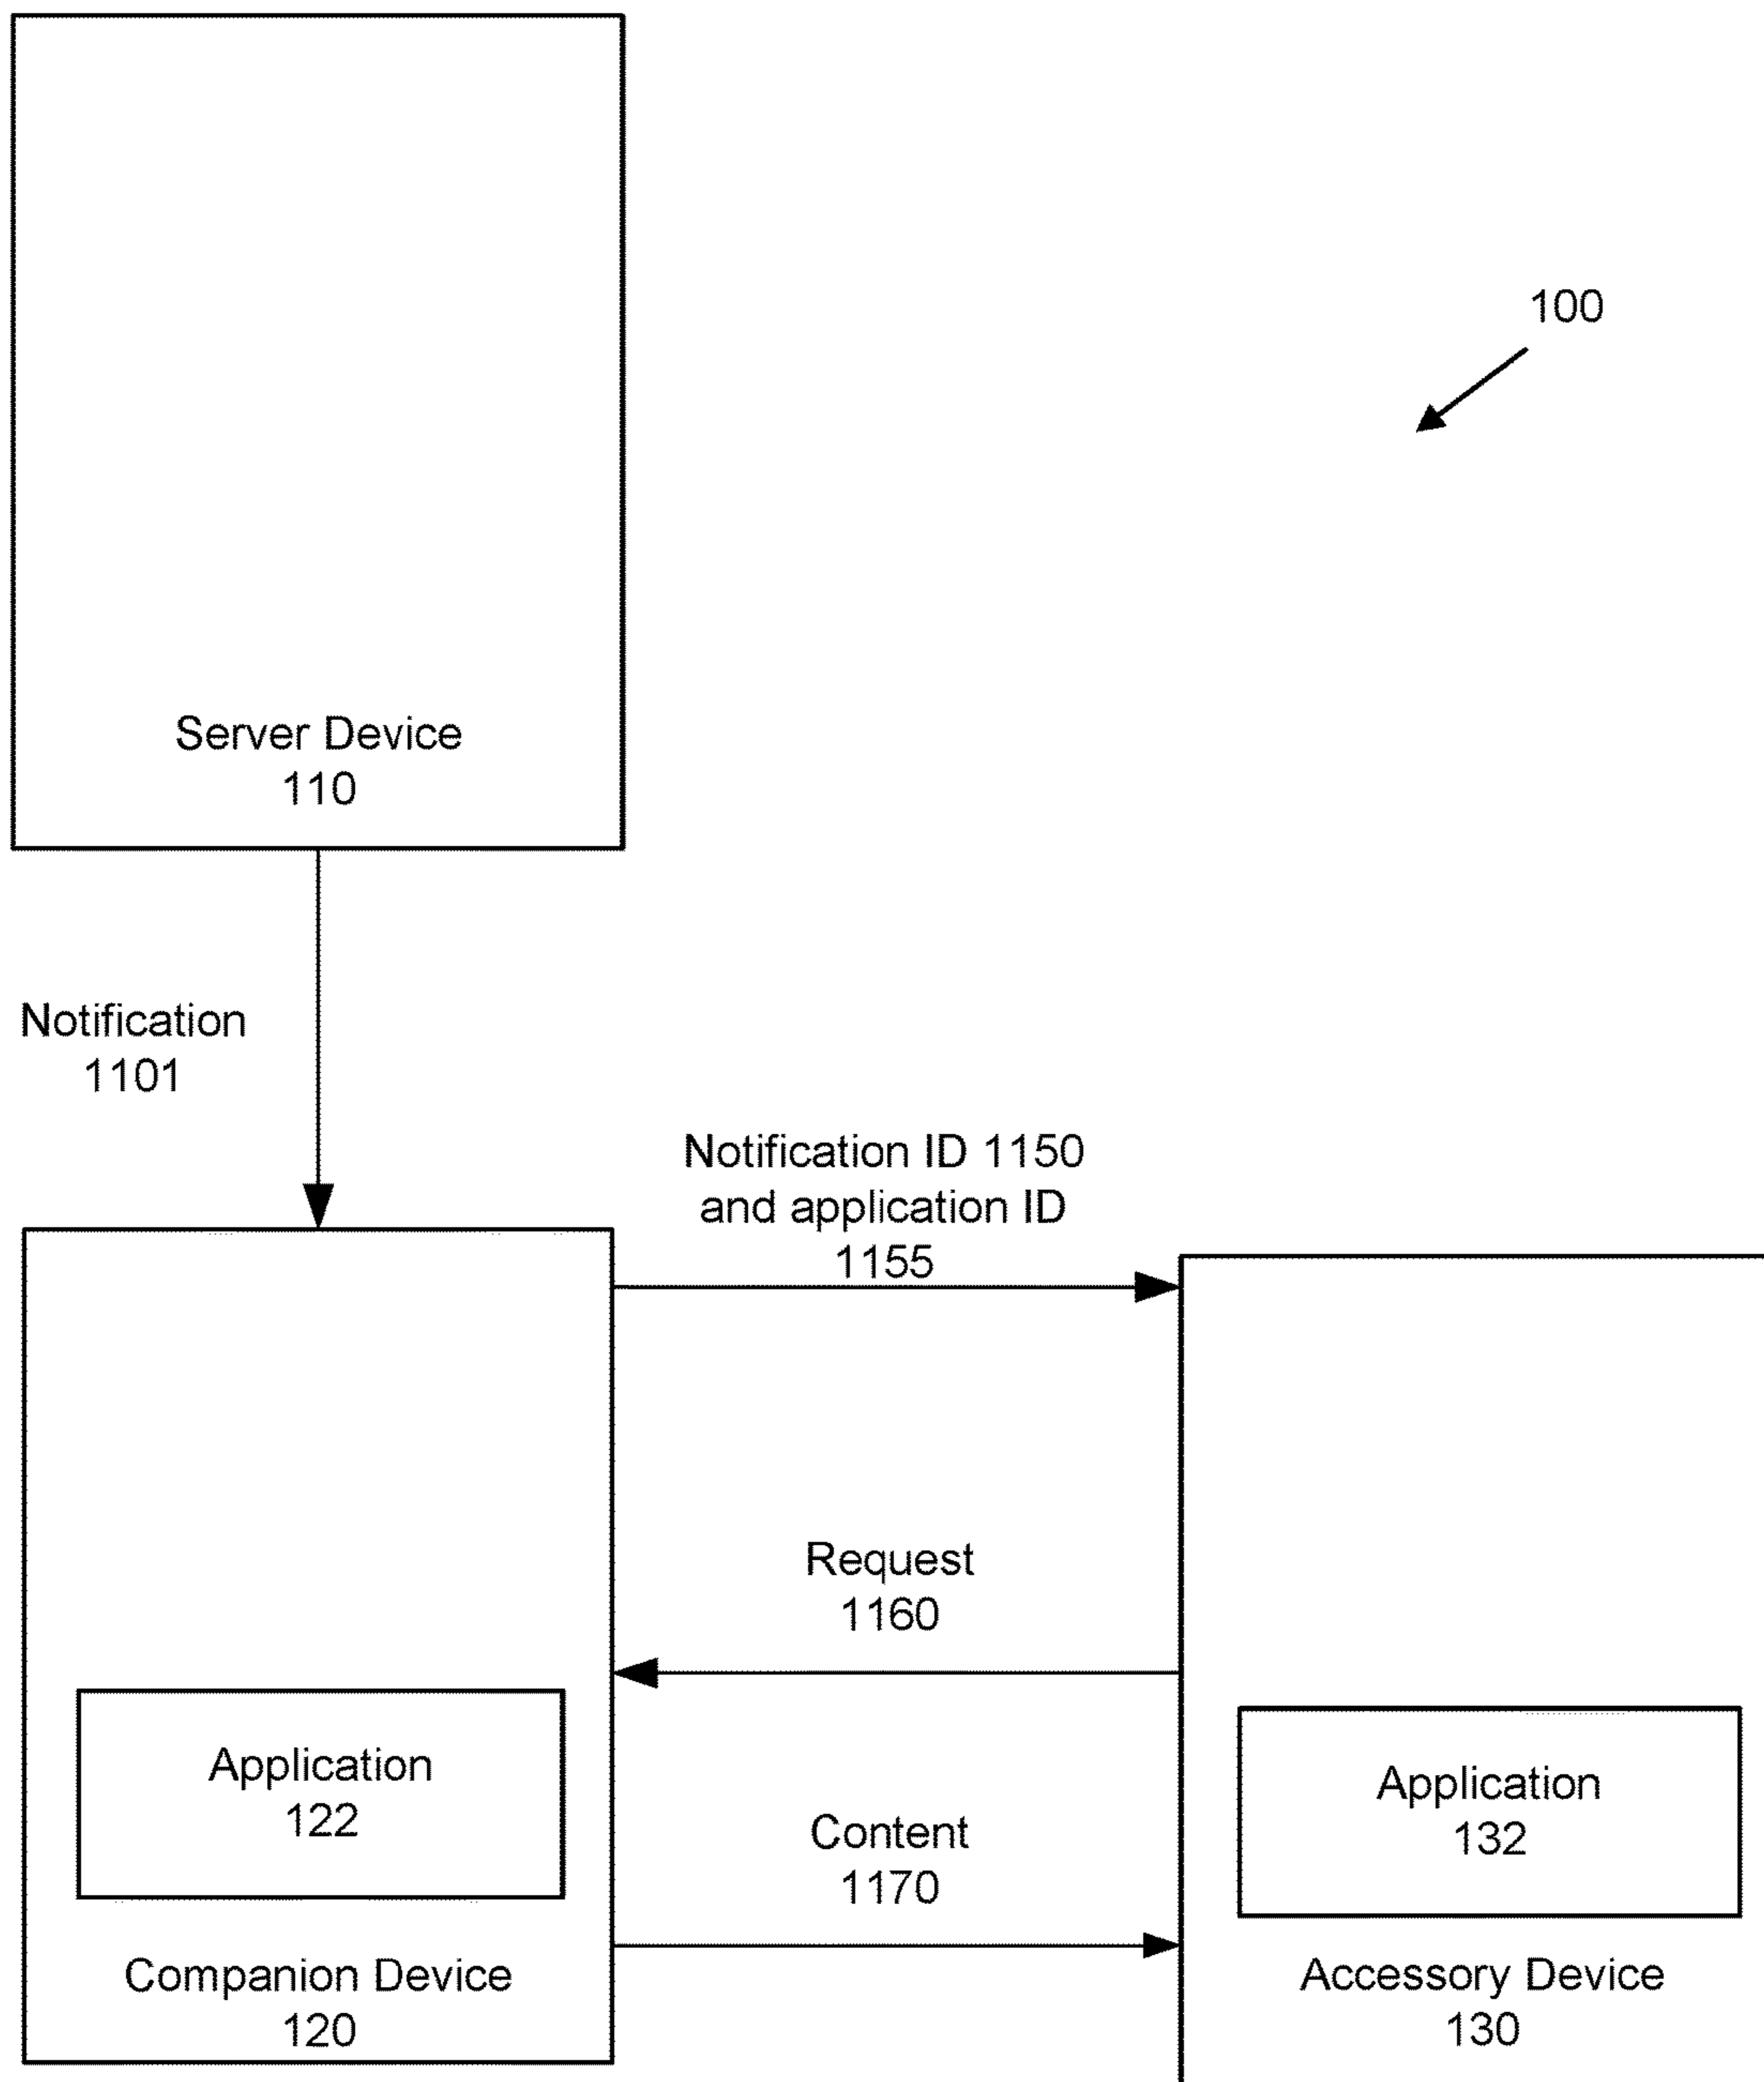 100
Server Device
110
Notification
1101
Notification ID 1150
and application ID
1155
Request
1160
Application
122
Content
1170
Application
132
Companion Device
120
Accessory Device
130